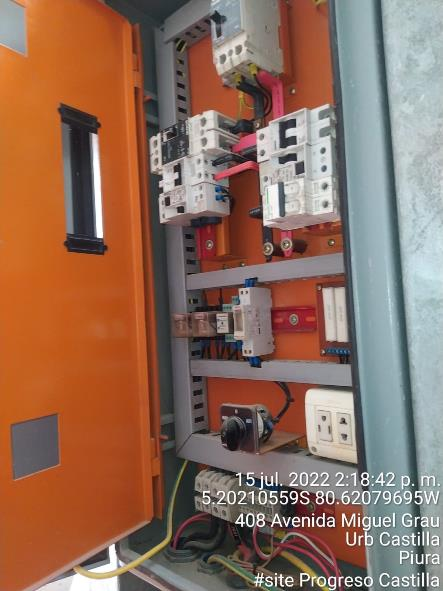 15 jul. 2022 2:18:42 p. m.
5.20210559S 80.62079695W
408 Avenida Miguel Grau
Urb Castilla
Piura
#site Progreso Castilla